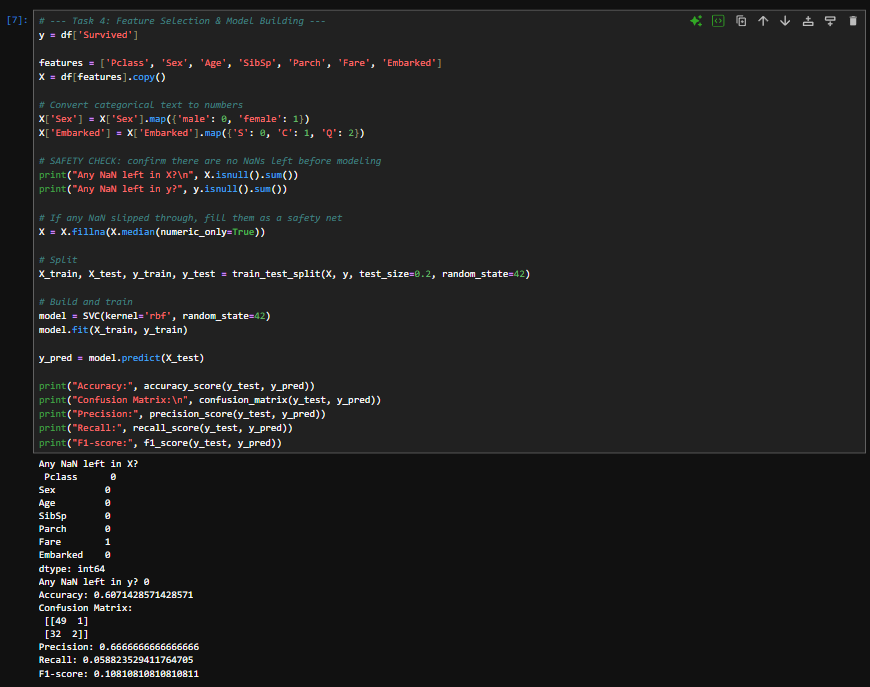 [7]: # --- Task 4: Feature Selection & Model Building ---
y = df['Survived']
features = ['Pclass', 'Sex', 'Age', 'SibSp', 'Parch', 'Fare', 'Embarked']
X = df[features].copy()
# Convert categorical text to numbers
X['Sex'] = X['Sex'].map({'male': 0, 'female': 1})
X['Embarked'] = X['Embarked'].map({'S': 0, 'C': 1, 'Q': 2})
# SAFETY CHECK: confirm there are no NaNs left before modeling
print("Any NaN left in X?\n", X.isnull().sum())
print("Any NaN left in y?", y.isnull().sum())
# If any NaN slipped through, fill them as a safety net
X = X.fillna(X.median(numeric_only=True))
# Split
X_train, X_test, y_train, y_test = train_test_split(X, y, test_size=0.2, random_state=42)
# Build and train
model = SVC(kernel='rbf', random_state=42)
model.fit(X_train, y_train)
y_pred = model.predict(X_test)
print("Accuracy:", accuracy_score(y_test, y_pred))
print("Confusion Matrix:\n", confusion_matrix(y_test, y_pred))
print("Precision:", precision_score(y_test, y_pred))
print("Recall:", recall_score(y_test, y_pred))
print("F1-score:", f1_score(y_test, y_pred))
Any NaN left in X?
Pclass 0
Sex 0
Age 0
SibSp 0
Parch 0
Fare 1
Embarked 0
dtype: int64
Any NaN left in y? 0
Accuracy: 0.6071428571428571
Confusion Matrix:
[[49 1]
[32 2]]
Precision: 0.6666666666666666
Recall: 0.058823529411764705
F1-score: 0.10810810810810811